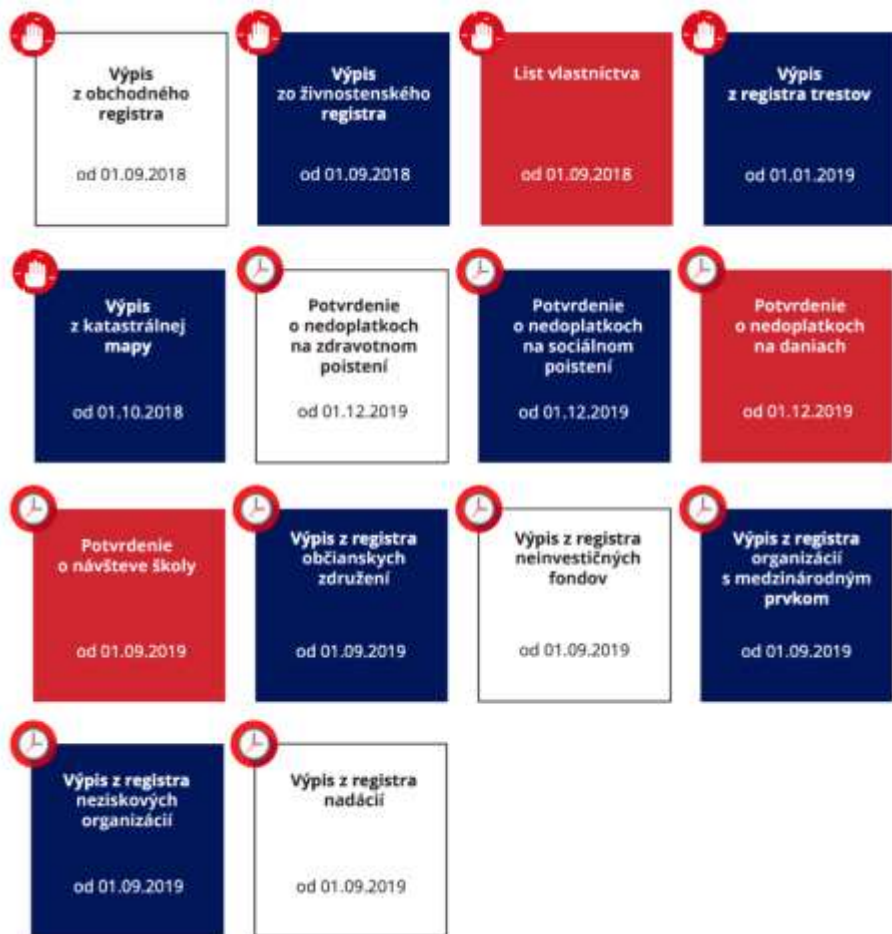 Výpis
z obchodného
registra
od 01.09.2018
Výpis
zo živnostenského
registra
od 01.09.2018
List vlastníctva
od 01.09.2018
Výpis
z registra trestov
od 01.01.2019
Výpis
z katastrálnej
mapy
od 01.10.2018
Potvrdenie
o nedoplatkoch
na zdravotnom
poistení
od 01.12.2019
Potvrdenie
o nedoplatkoch
na sociálnom
poistení
od 01.12.2019
Potvrdenie
o nedoplatkoch
na daniach
od 01.12.2019
Potvrdenie
o návšteve školy
od 01.09.2019
Výpis z registra
občianskych
združení
od 01.09.2019
Výpis z registra
neinvestičných
fondov
od 01.09.2019
Výpis z registra
organizácií
s medzinárodným
prvkom
od 01.09.2019
Výpis z registra
neziskových
organizácií
od 01.09.2019
Výpis z registra
nadácií
od 01.09.2019